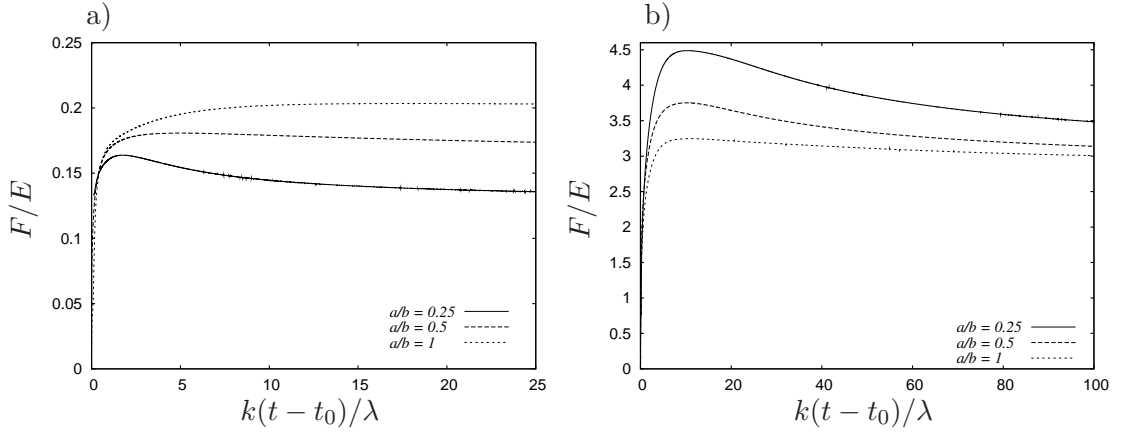 a)
F/E
0.25
0.2
0.15
0.1
0.05
0
a/b = 0.25
a/b = 0.5
a/b = 1
0 5 10 15 20 25
k(t − t₀)/λ
b)
F/E
4.5
4
3.5
3
2.5
2
1.5
1
0.5
0
a/b = 0.25
a/b = 0.5
a/b = 1
0 20 40 60 80 100
k(t − t₀)/λ